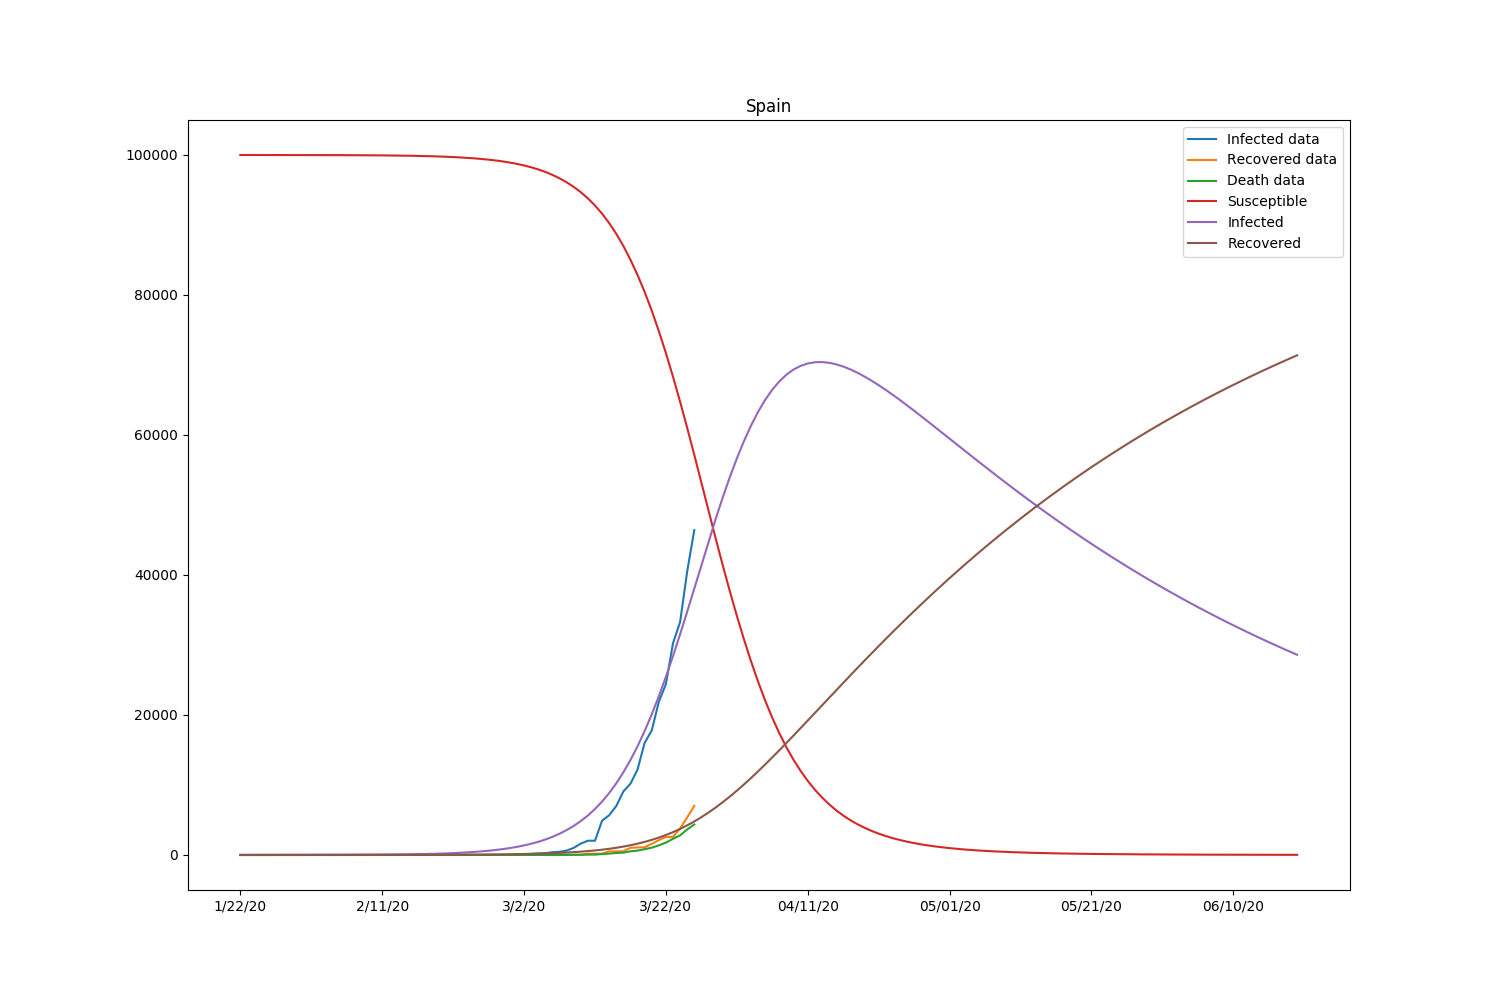 Spain
100000
80000
60000
40000
20000
0
Infected data
Recovered data
Death data
Susceptible
Infected
Recovered
1/22/20
2/11/20
3/2/20
3/22/20
04/11/20
05/01/20
05/21/20
06/10/20